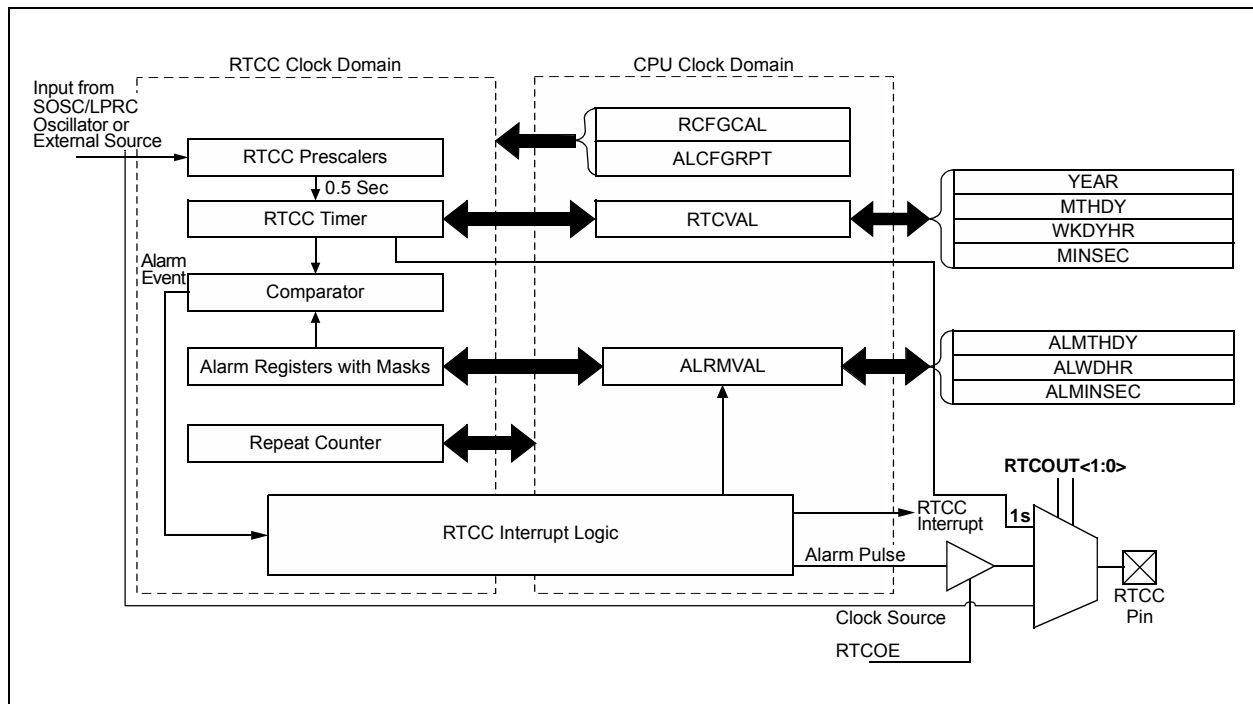 RTCC Clock Domain
CPU Clock Domain
Input from
SOSC/LPRC
Oscillator or
External Source
RCFGCAL
ALCFGRPT
RTCC Prescalers
0.5 Sec
YEAR
MTHDY
WKDYHR
MINSEC
RTCC Timer
RTCVAL
Alarm
Event
Comparator
Alarm Registers with Masks
ALRMVAL
ALMTHDY
ALWDHR
ALMINSEC
Repeat Counter
RTCOUT<1:0>
RTCC Interrupt Logic
RTCC
Interrupt
1s
Alarm Pulse
Clock Source
RTCC
Pin
RTCOE